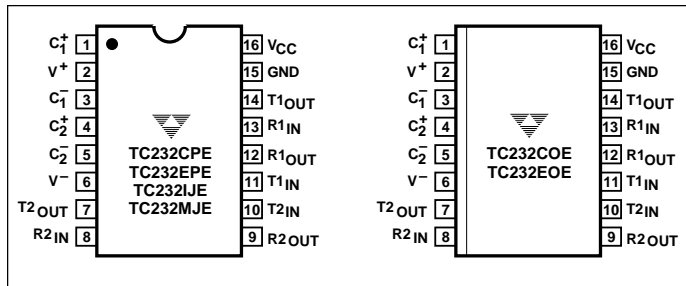 C1+ 1 16 VCC
V+ 2 15 GND
C1– 3 14 T1OUT
C2+ 4 13 R1IN
C2– 5 12 R1OUT
V– 6 11 T1IN
T2OUT 7 10 T2IN
R2IN 8 9 R2OUT
TC232CPE
TC232EPE
TC232IJE
TC232MJE
C1+ 1 16 VCC
V+ 2 15 GND
C1– 3 14 T1OUT
C2+ 4 13 R1IN
C2– 5 12 R1OUT
V– 6 11 T1IN
T2OUT 7 10 T2IN
R2IN 8 9 R2OUT
TC232COE
TC232EOE